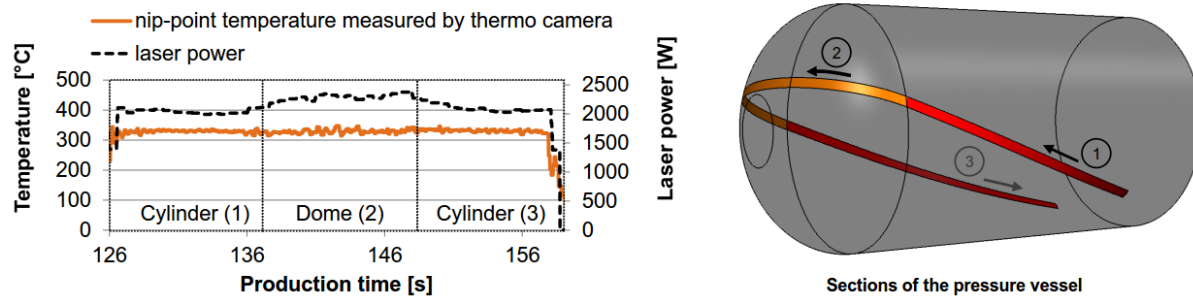 nip-point temperature measured by thermo camera
laser power
Temperature [°C]
500
400
300
200
100
0
2500
2000
1500
1000
500
0
Laser power [W]
Cylinder (1)
Dome (2)
Cylinder (3)
126
136
146
156
Production time [s]
2
1
3
Sections of the pressure vessel